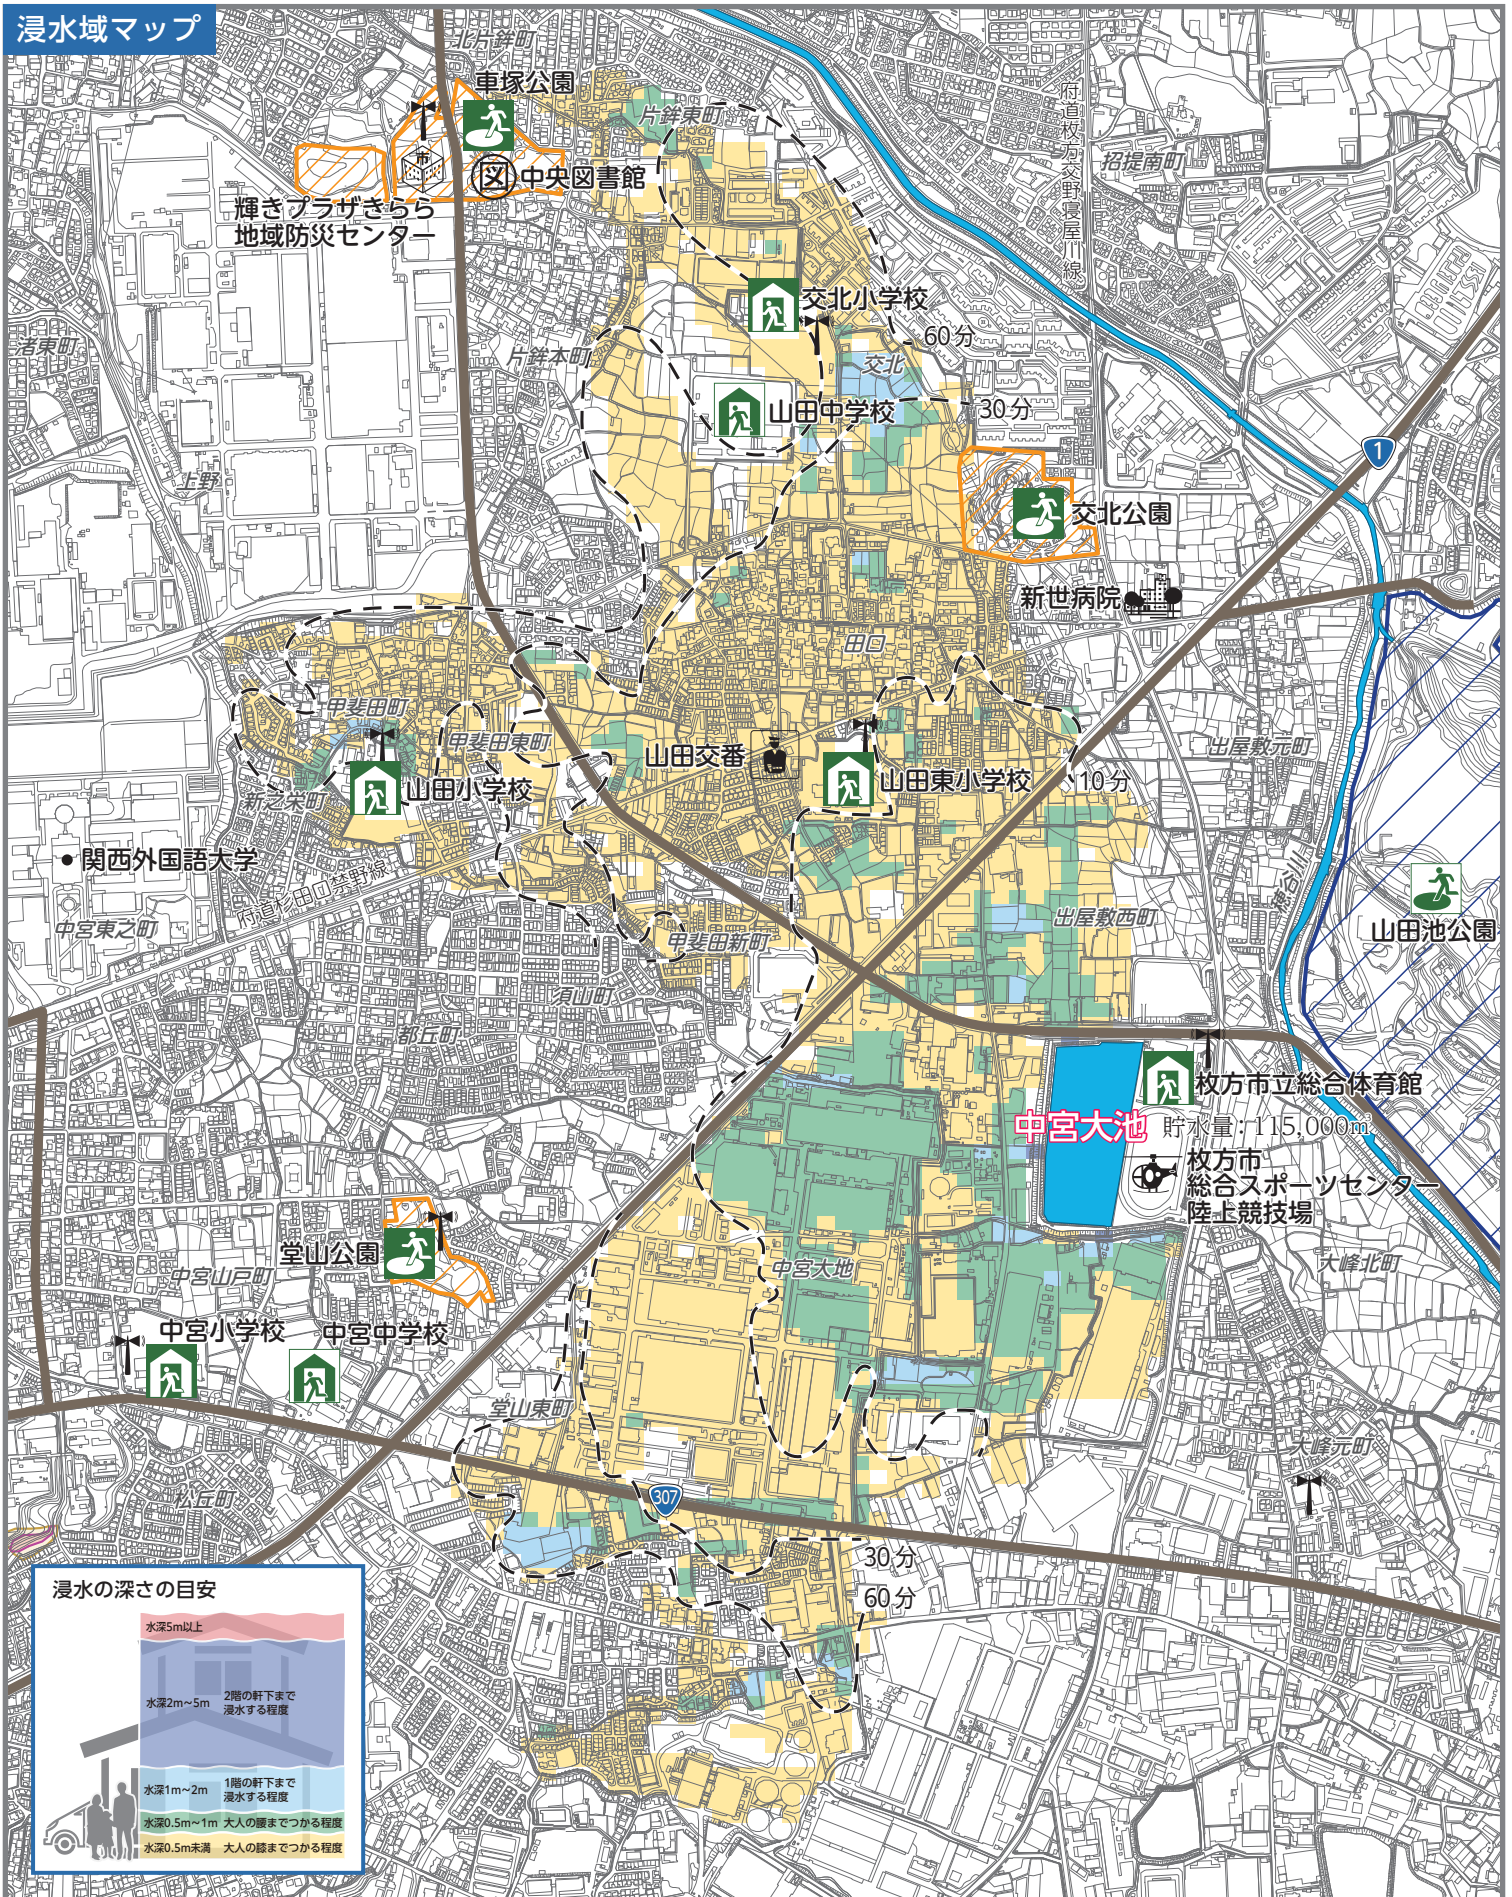 浸水域マップ
北片鉾町
車塚公園
片鉾東町
府道枚方交野寝屋川線
招提南町
市
図 中央図書館
輝きプラザきらら
地域防災センター
交北小学校
60分
渚東町
片鉾本町
交北
山田中学校
30分
1
上野
交北公園
新世病院
田口
甲斐田町
甲斐田東町
山田交番
出屋敷元町
新之栄町
山田小学校
山田東小学校
10分
関西外国語大学
穂谷川
府道杉田口禁野線
中宮東之町
甲斐田新町
出屋敷西町
山田池公園
須山町
都丘町
枚方市立総合体育館
中宮大池
貯水量：115,000㎥
枚方市
総合スポーツセンター
陸上競技場
堂山公園
中宮山戸町
中宮大地
大峰北町
中宮小学校
中宮中学校
堂山東町
大峰元町
松丘町
307
30分
60分
浸水の深さの目安
水深5m以上
水深2m～5m 2階の軒下まで
浸水する程度
水深1m～2m 1階の軒下まで
浸水する程度
水深0.5m～1m 大人の腰までつかる程度
水深0.5m未満 大人の膝までつかる程度